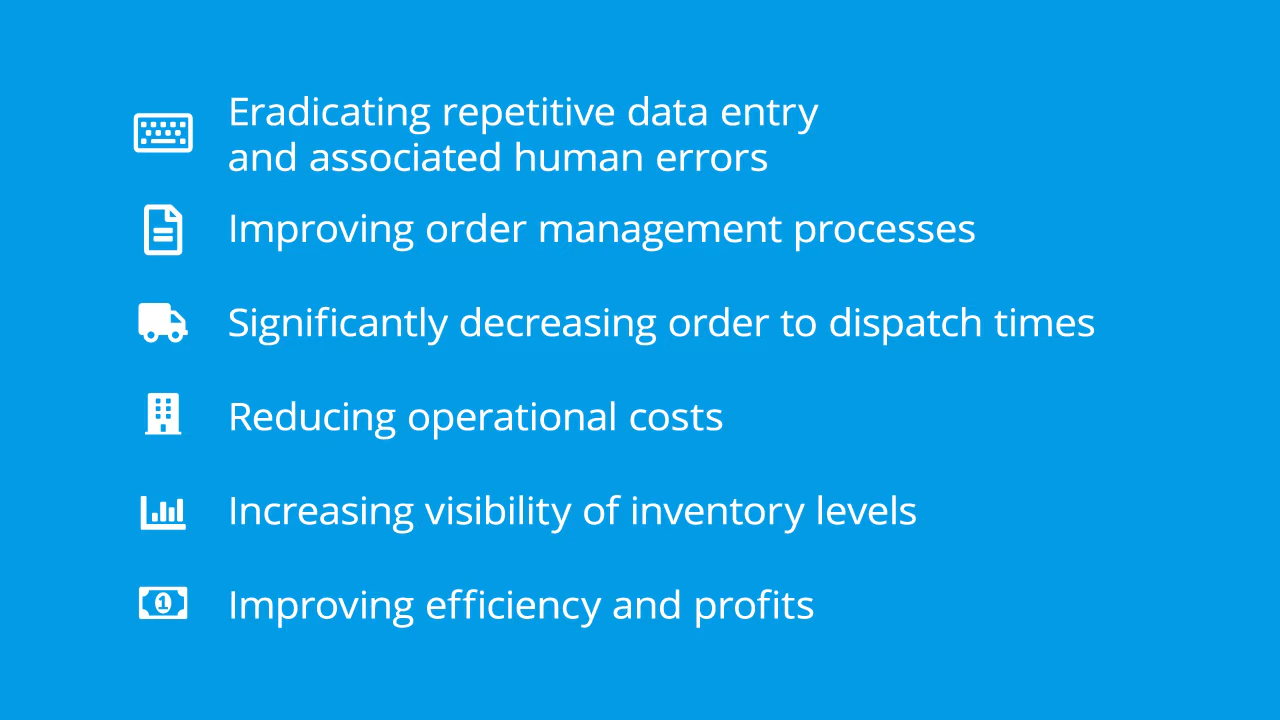 Eradicating repetitive data entry
and associated human errors
Improving order management processes
Significantly decreasing order to dispatch times
Reducing operational costs
Increasing visibility of inventory levels
1
Improving efficiency and profits